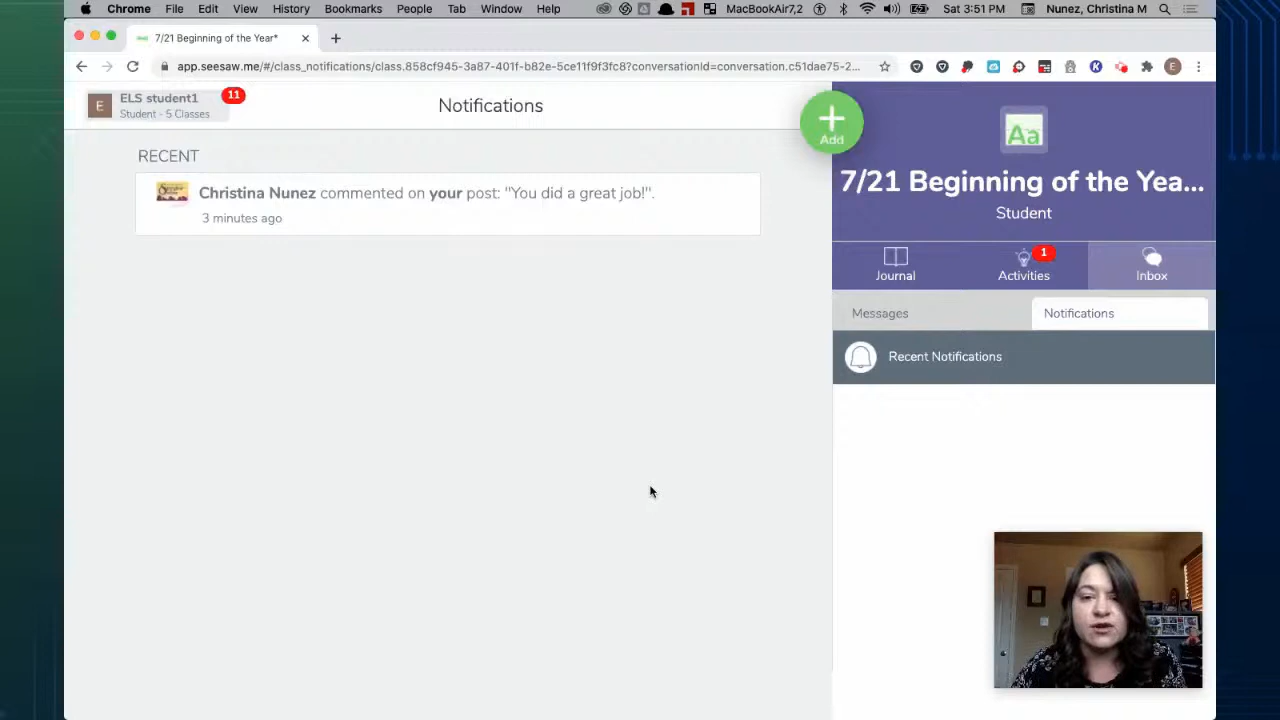 Chrome File Edit View History Bookmarks People Tab Window Help MacBookAir7,2 Sat 3:51 PM Nunez, Christina M
7/21 Beginning of the Year*
app.seesaw.me/#/class_notifications/class.858cf945-3a87-401f-b82e-5ce11f9f3fc8?conversationId=conversation.c51dae75-2...
E ELS student1 11
Student - 5 Classes
Notifications
Add
RECENT
Christina Nunez commented on your post: "You did a great job!".
3 minutes ago
Aa
7/21 Beginning of the Yea...
Student
Journal
Activities 1
Inbox
Messages
Notifications
Recent Notifications